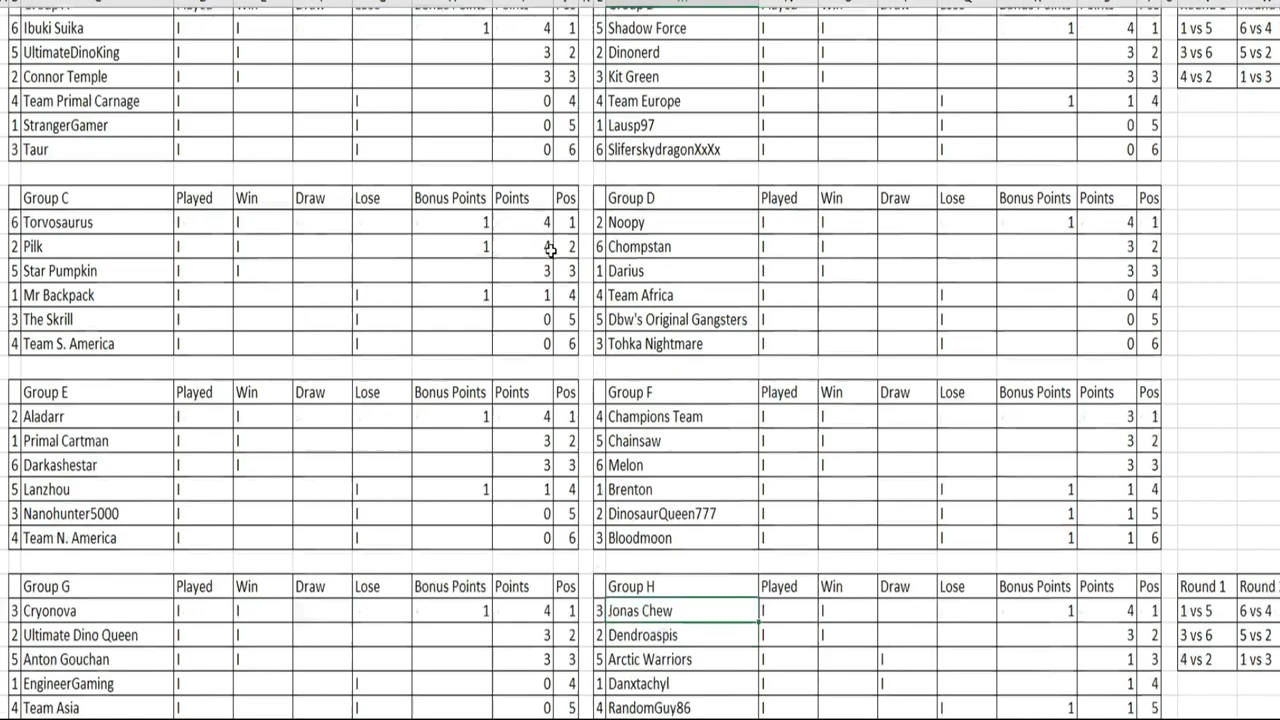 6 Ibuki Suika I I 1 4 1 5 Shadow Force I I 1 4 1 1 vs 5 6 vs 4
5 UltimateDinoKing I I 3 2 2 Dinonerd I I 3 2 3 vs 6 5 vs 2
2 Connor Temple I I 3 3 3 Kit Green I I 3 3 4 vs 2 1 vs 3
4 Team Primal Carnage I I 0 4 4 Team Europe I I 1 1 4
1 StrangerGamer I I 0 5 1 Lausp97 I I 0 5
3 Taur I I 0 6 6 SliferskydragonXxXx I I 0 6
Group C Played Win Draw Lose Bonus Points Points Pos Group D Played Win Draw Lose Bonus Points Points Pos
6 Torvosaurus I I 1 4 1 2 Noopy I I 1 4 1
2 Pilk I I 1 4 2 6 Chompstan I I 3 2
5 Star Pumpkin I I 3 3 1 Darius I I 3 3
1 Mr Backpack I I 1 1 4 4 Team Africa I I 0 4
3 The Skrill I I 0 5 5 Dbw's Original Gangsters I I 0 5
4 Team S. America I I 0 6 3 Tohka Nightmare I I 0 6
Group E Played Win Draw Lose Bonus Points Points Pos Group F Played Win Draw Lose Bonus Points Points Pos
2 Aladarr I I 1 4 1 4 Champions Team I I 3 1
1 Primal Cartman I I 3 2 5 Chainsaw I I 3 2
6 Darkashestar I I 3 3 6 Melon I I 3 3
5 Lanzhou I I 1 1 4 1 Brenton I I 1 1 4
3 Nanohunter5000 I I 0 5 2 DinosaurQueen777 I I 1 1 5
4 Team N. America I I 0 6 3 Bloodmoon I I 1 1 6
Group G Played Win Draw Lose Bonus Points Points Pos Group H Played Win Draw Lose Bonus Points Points Pos Round 1 Round
3 Cryonova I I 1 4 1 3 Jonas Chew I I 1 4 1 1 vs 5 6 vs 4
2 Ultimate Dino Queen I I 3 2 2 Dendroaspis I I 3 2 3 vs 6 5 vs 2
5 Anton Gouchan I I 3 3 5 Arctic Warriors I I 1 3 4 vs 2 1 vs 3
1 EngineerGaming I I 0 4 1 Danxtachyl I I 1 4
4 Team Asia I I 0 5 4 RandomGuy86 I I 1 1 5